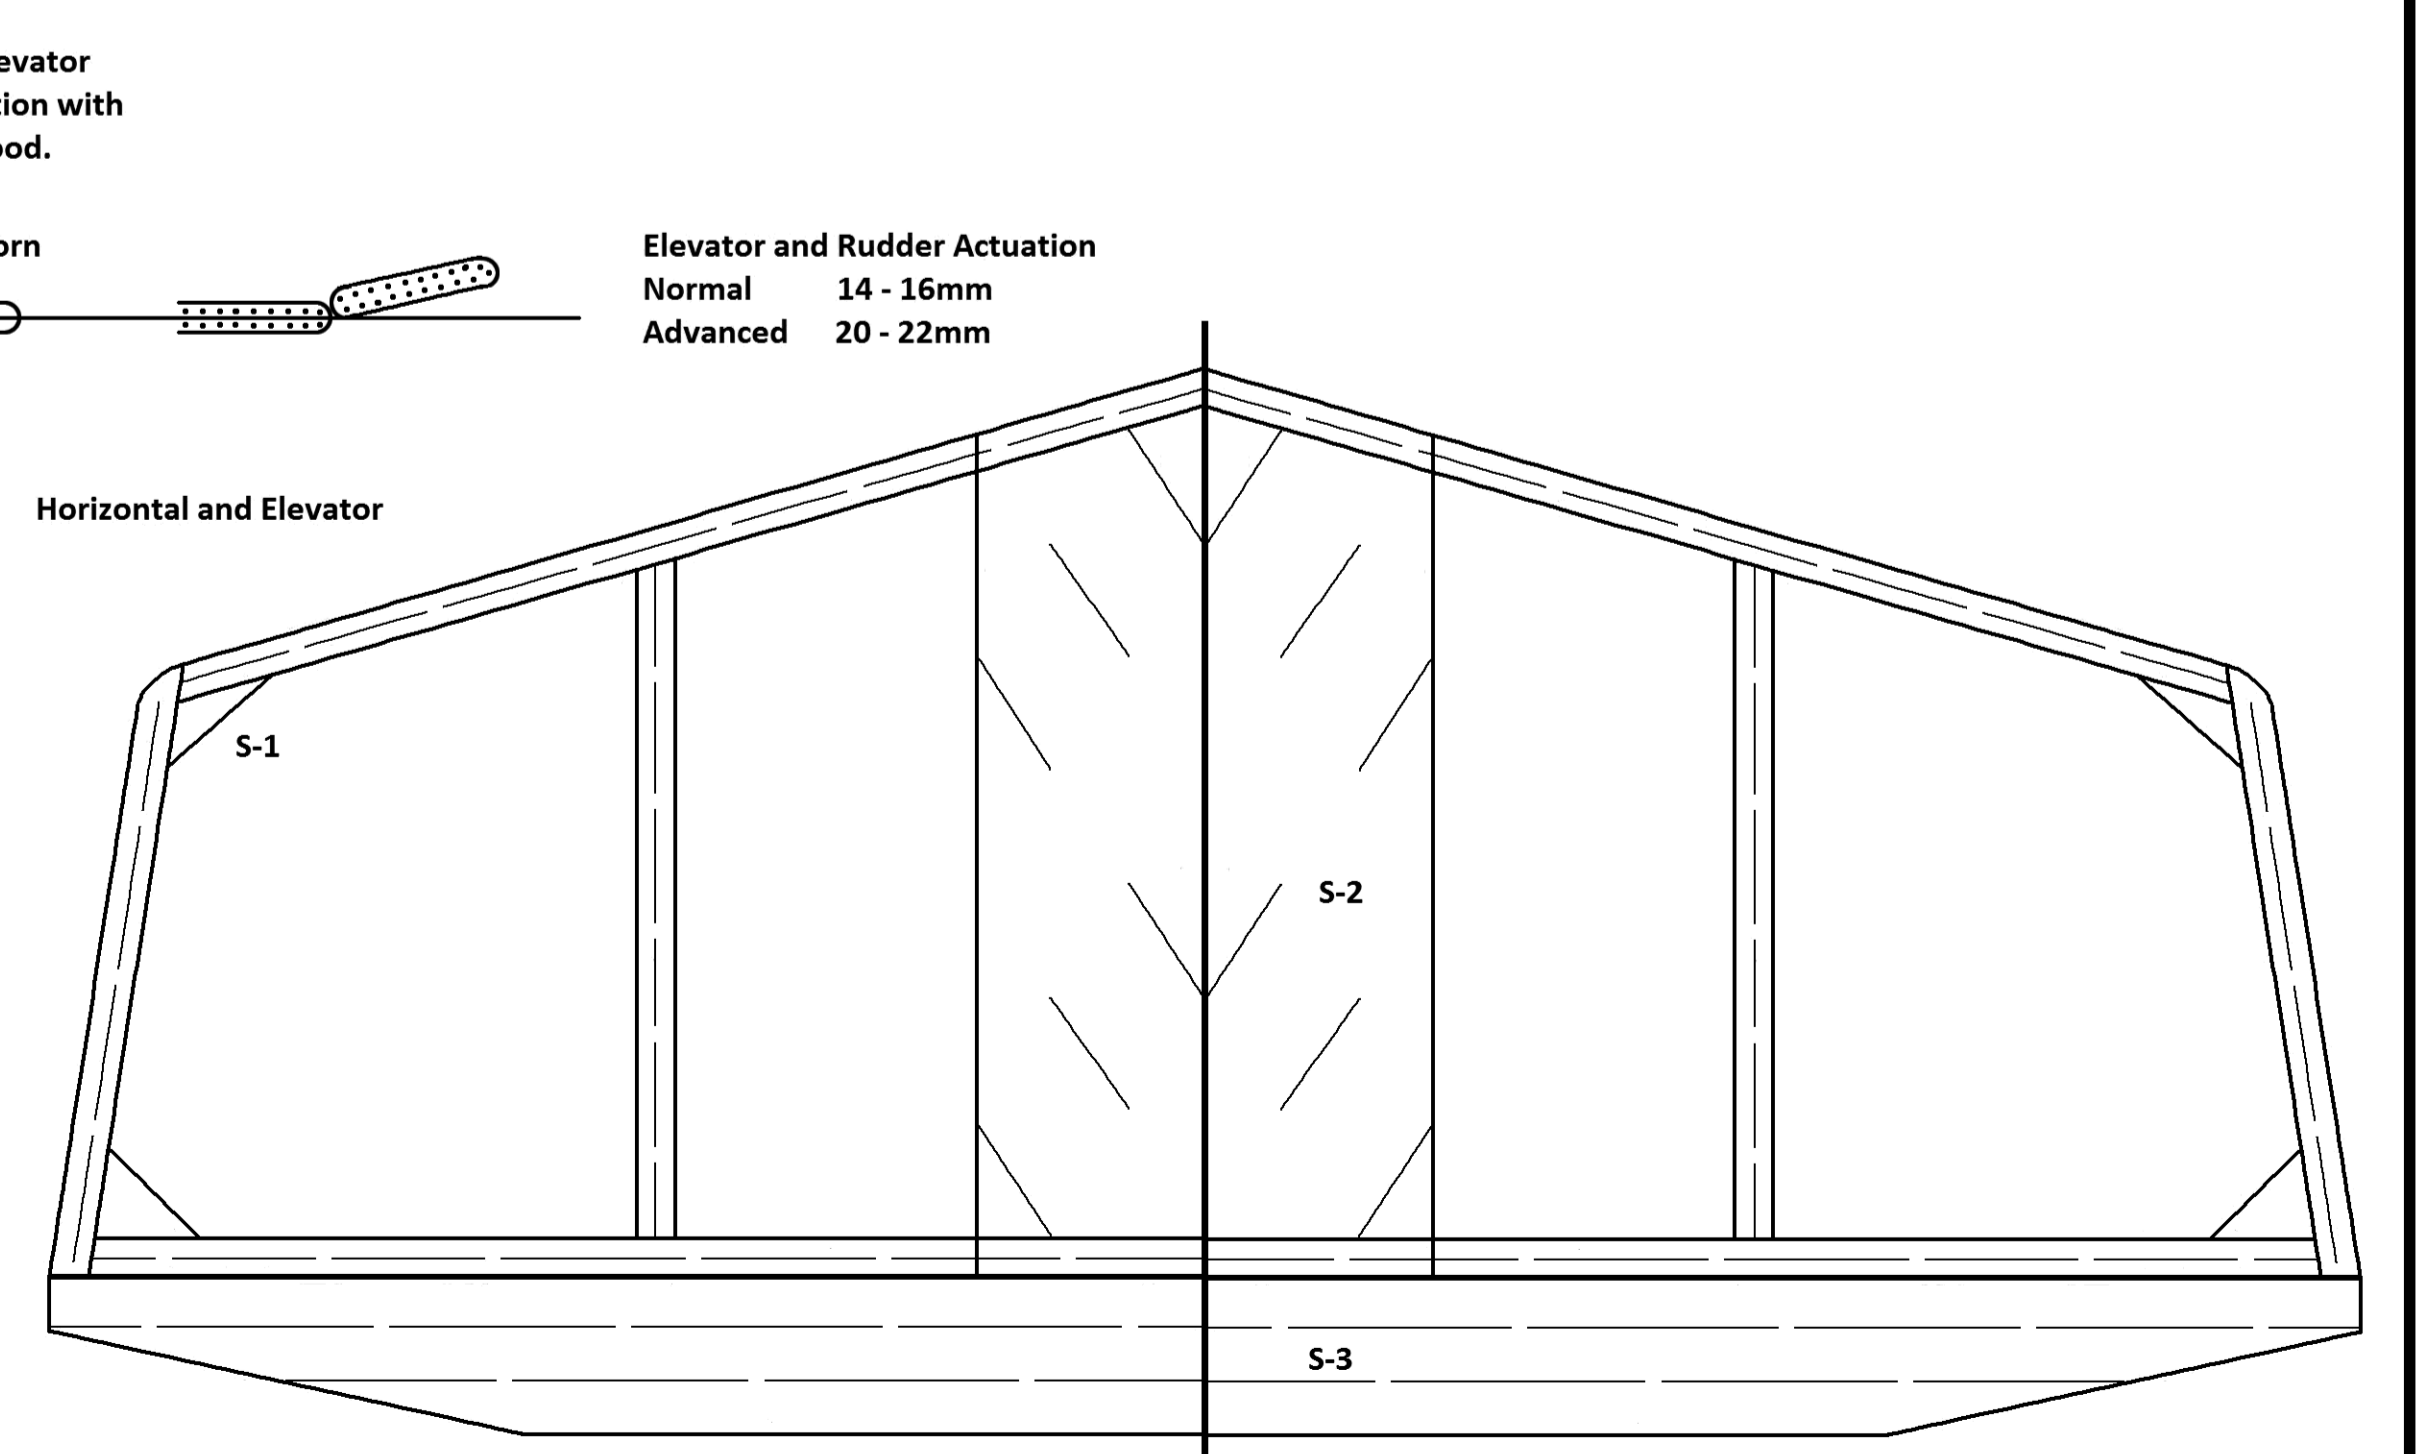 evator
tion with
ood.
orn
Elevator and Rudder Actuation
Normal 14 - 16mm
Advanced 20 - 22mm
Horizontal and Elevator
S-1
S-2
S-3